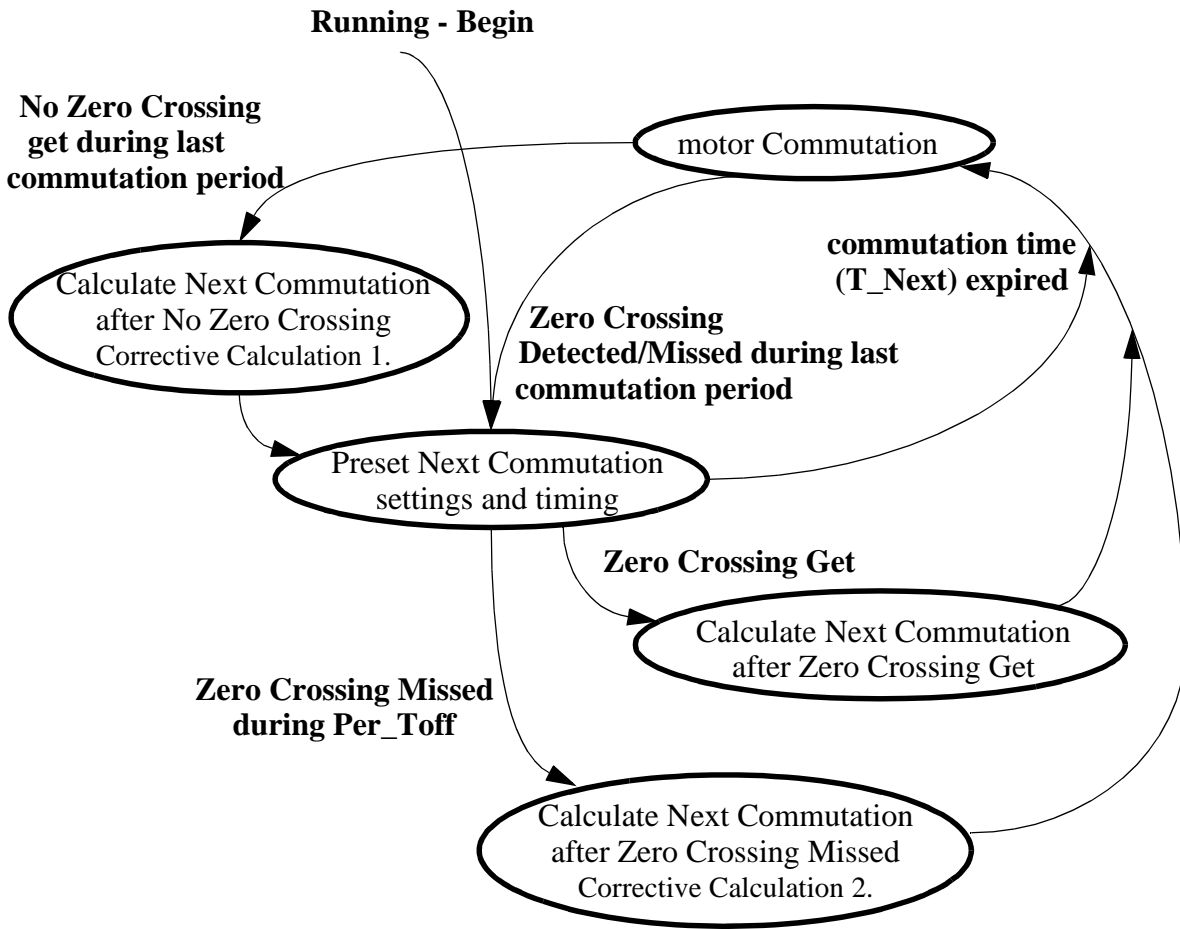 Running - Begin
No Zero Crossing
get during last
commutation period
motor Commutation
commutation time
(T_Next) expired
Calculate Next Commutation
after No Zero Crossing
Corrective Calculation 1.
Zero Crossing
Detected/Missed during last
commutation period
Preset Next Commutation
settings and timing
Zero Crossing Get
Calculate Next Commutation
after Zero Crossing Get
Zero Crossing Missed
during Per_Toff
Calculate Next Commutation
after Zero Crossing Missed
Corrective Calculation 2.